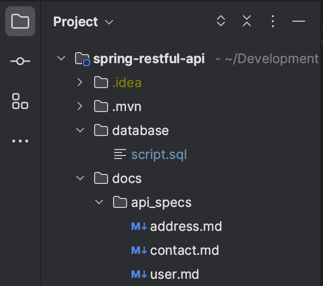 Project
spring-restful-api - ~/Development
.idea
.mvn
database
script.sql
docs
api_specs
M↓ address.md
M↓ contact.md
M↓ user.md